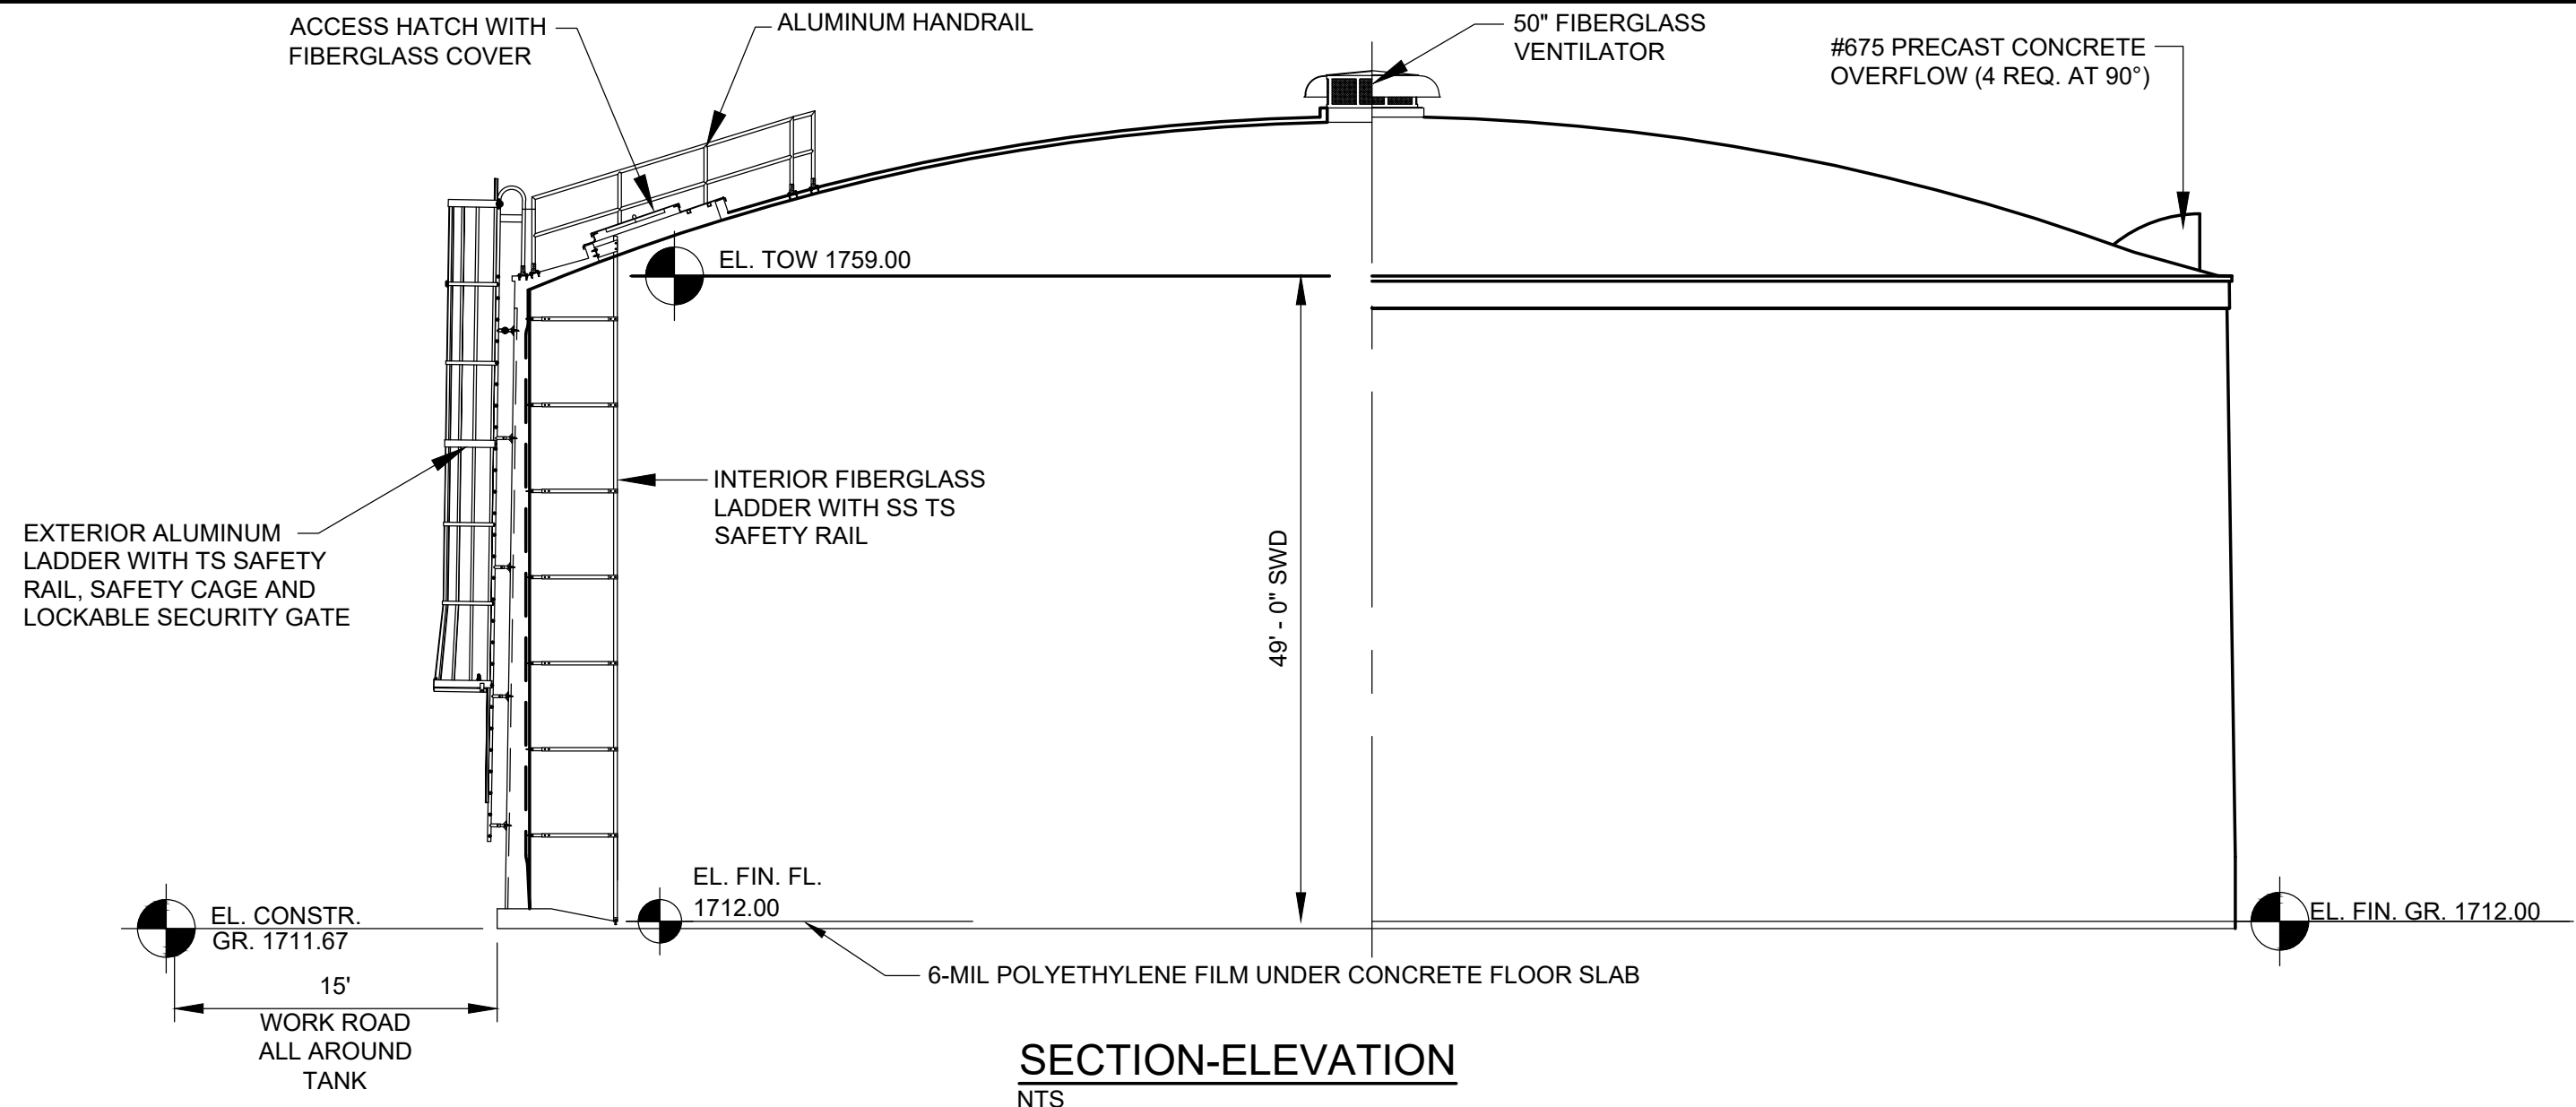 ACCESS HATCH WITH
FIBERGLASS COVER
ALUMINUM HANDRAIL
50" FIBERGLASS
VENTILATOR
#675 PRECAST CONCRETE
OVERFLOW (4 REQ. AT 90°)
EL. TOW 1759.00
INTERIOR FIBERGLASS
LADDER WITH SS TS
SAFETY RAIL
EXTERIOR ALUMINUM
LADDER WITH TS SAFETY
RAIL, SAFETY CAGE AND
LOCKABLE SECURITY GATE
49' - 0" SWD
EL. FIN. FL.
1712.00
EL. CONSTR.
GR. 1711.67
EL. FIN. GR. 1712.00
15'
WORK ROAD
ALL AROUND
TANK
6-MIL POLYETHYLENE FILM UNDER CONCRETE FLOOR SLAB
SECTION-ELEVATION
NTS